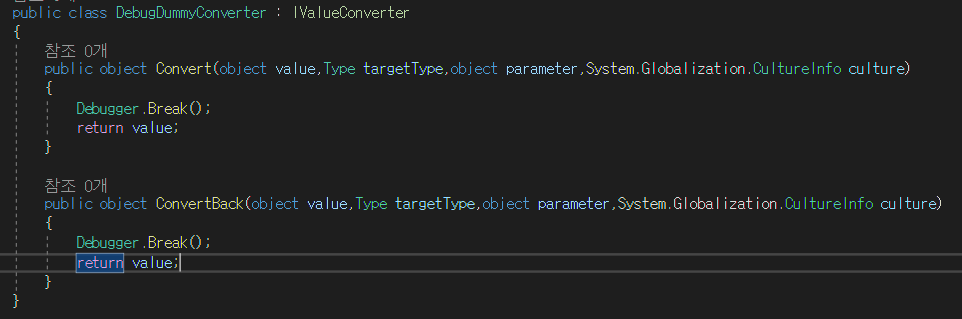 public class DebugDummyConverter : IValueConverter
{
참조 0개
public object Convert(object value,Type targetType,object parameter,System.Globalization.CultureInfo culture)
{
Debugger.Break();
return value;
}
참조 0개
public object ConvertBack(object value,Type targetType,object parameter,System.Globalization.CultureInfo culture)
{
Debugger.Break();
return value;
}
}